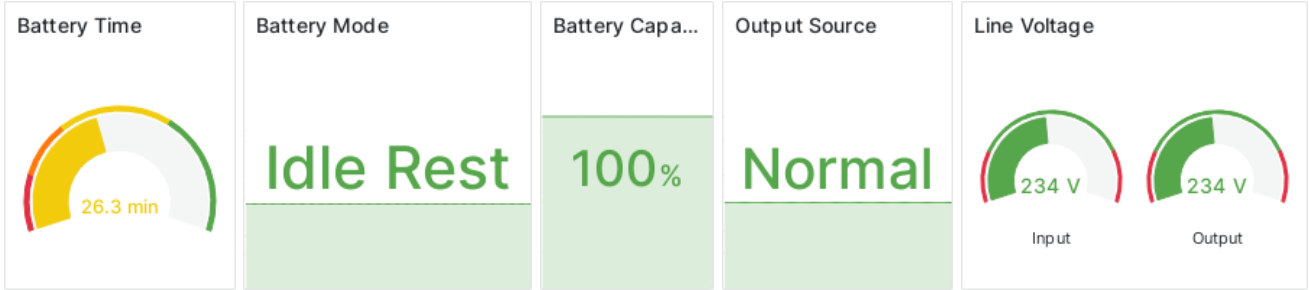 Battery Time
26.3 min
Battery Mode
Idle Rest
Battery Capa...
100%
Output Source
Normal
Line Voltage
234 V
Input
234 V
Output